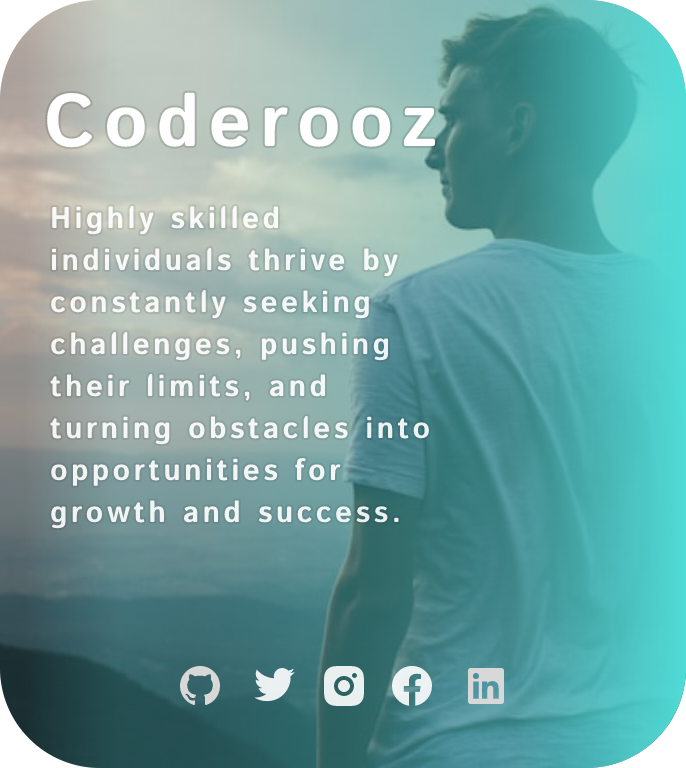 Coderooz
Highly skilled
individuals thrive by
constantly seeking
challenges, pushing
their limits, and
turning obstacles into
opportunities for
growth and success.
in